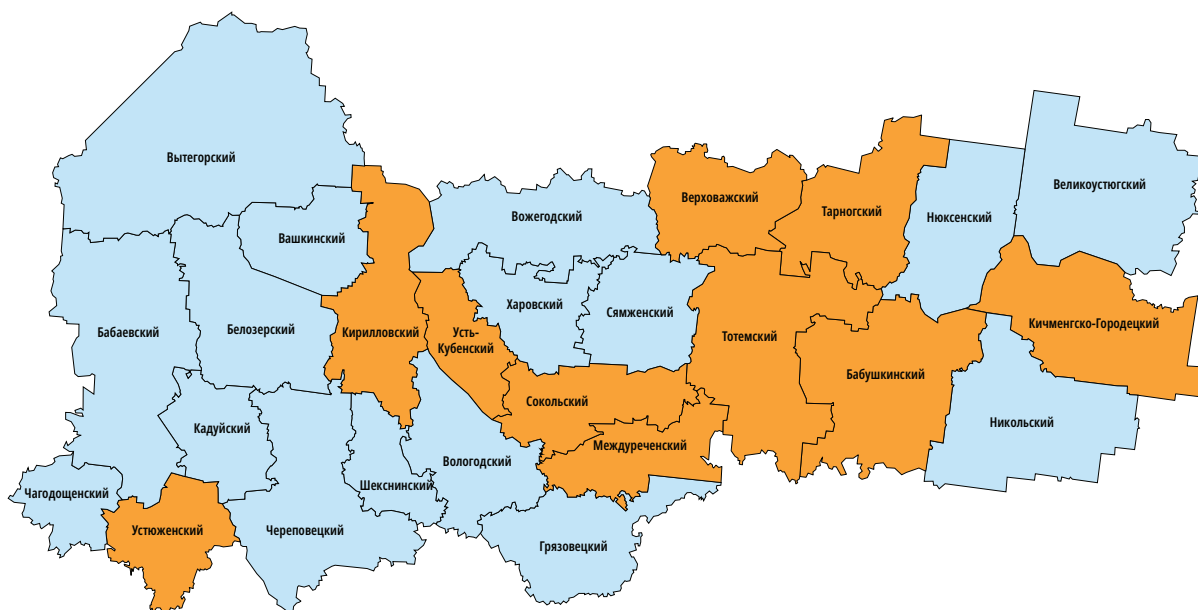 Вытегорский
Великоустюгский
Верховажский
Тарногский
Вожегодский
Нюксенский
Вашкинский
Харовский
Сямженский
Кичменгско-Городецкий
Бабаевский
Белозерский
Кирилловский
Усть-
Кубенский
Тотемский
Бабушкинский
Сокольский
Никольский
Кадуйский
Междуреченский
Вологодский
Чагодощенский
Шекснинский
Устюженский
Череповецкий
Грязовецкий